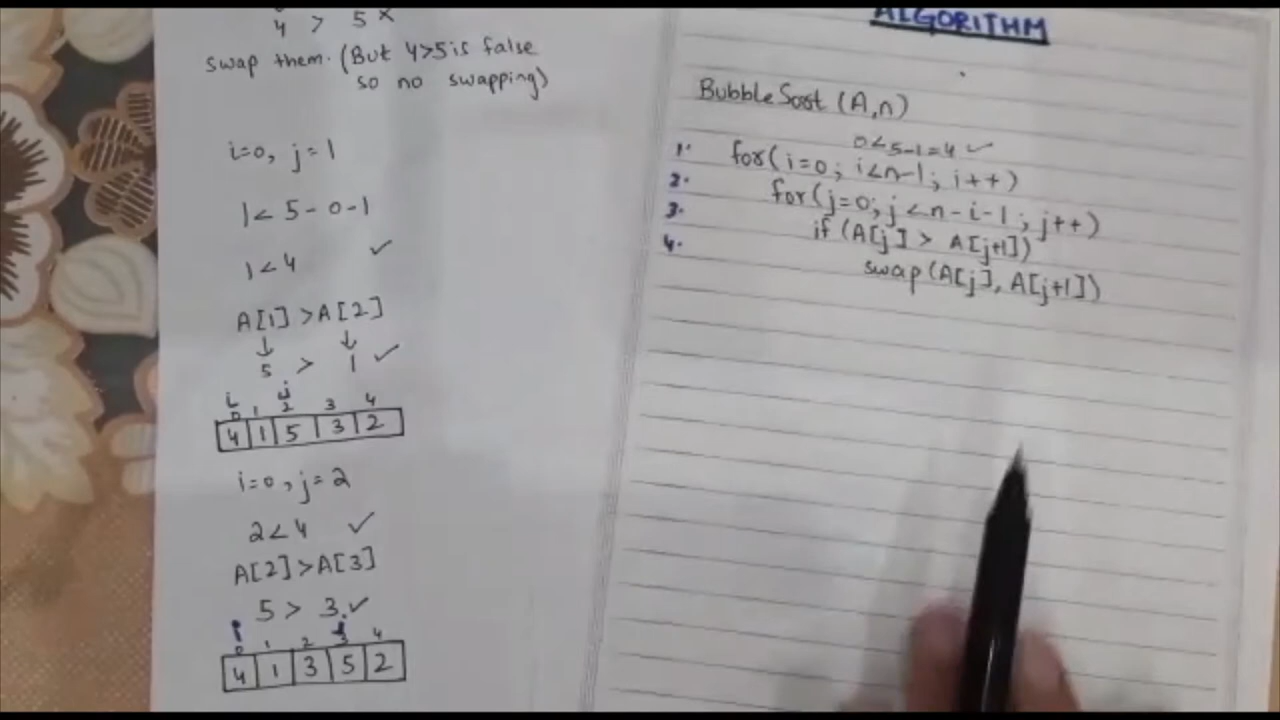 4 > 5 ×
swap them. (But 4>5 is false
so no swapping)
i=0, j=1
1 < 5-0-1
1 < 4 ✓
A[1] > A[2]
↓ ↓
5 > 1 ✓
i j
0 1 2 3 4
4 1 5 3 2
i=0, j=2
2 < 4 ✓
A[2] > A[3]
5 > 3 ✓
0 1 2 3 4
4 1 3 5 2
ALGORITHM
Bubble Sort (A,n)
0<5-1=4 ✓
1. for(i=0; i<n-1; i++)
2. for(j=0; j<n-i-1; j++)
3. if (A[j] > A[j+1])
4. swap(A[j], A[j+1])